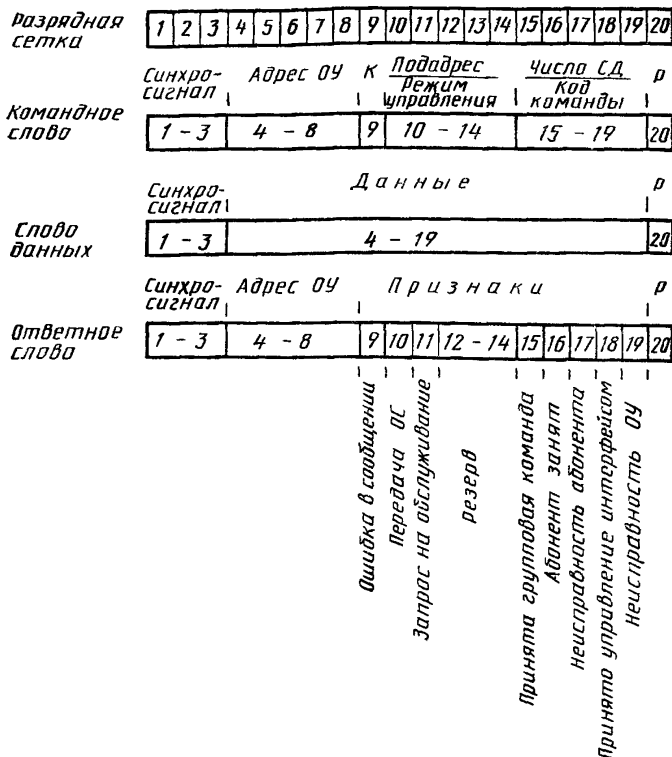 Разрядная
сетка
1 2 3 4 5 6 7 8 9 10 11 12 13 14 15 16 17 18 19 20
Синхро-
сигнал
Адрес ОУ
К
Подадрес
Режим
управления
Число СД
Код
команды
Р
Командное
слово
1 - 3
4 - 8
9
10 - 14
15 - 19
20
Синхро-
сигнал
Данные
Р
Слово
данных
1 - 3
4 - 19
20
Синхро-
сигнал
Адрес ОУ
Признаки
Р
Ответное
слово
1 - 3
4 - 8
9
10
11
12 - 14
15
16
17
18
19
20
Ошибка в сообщении
Передача ОС
Запрос на обслуживание
Резерв
Принята групповая команда
Абонент занят
Неисправность абонента
Принято управление интерфейсом
Неисправность ОУ